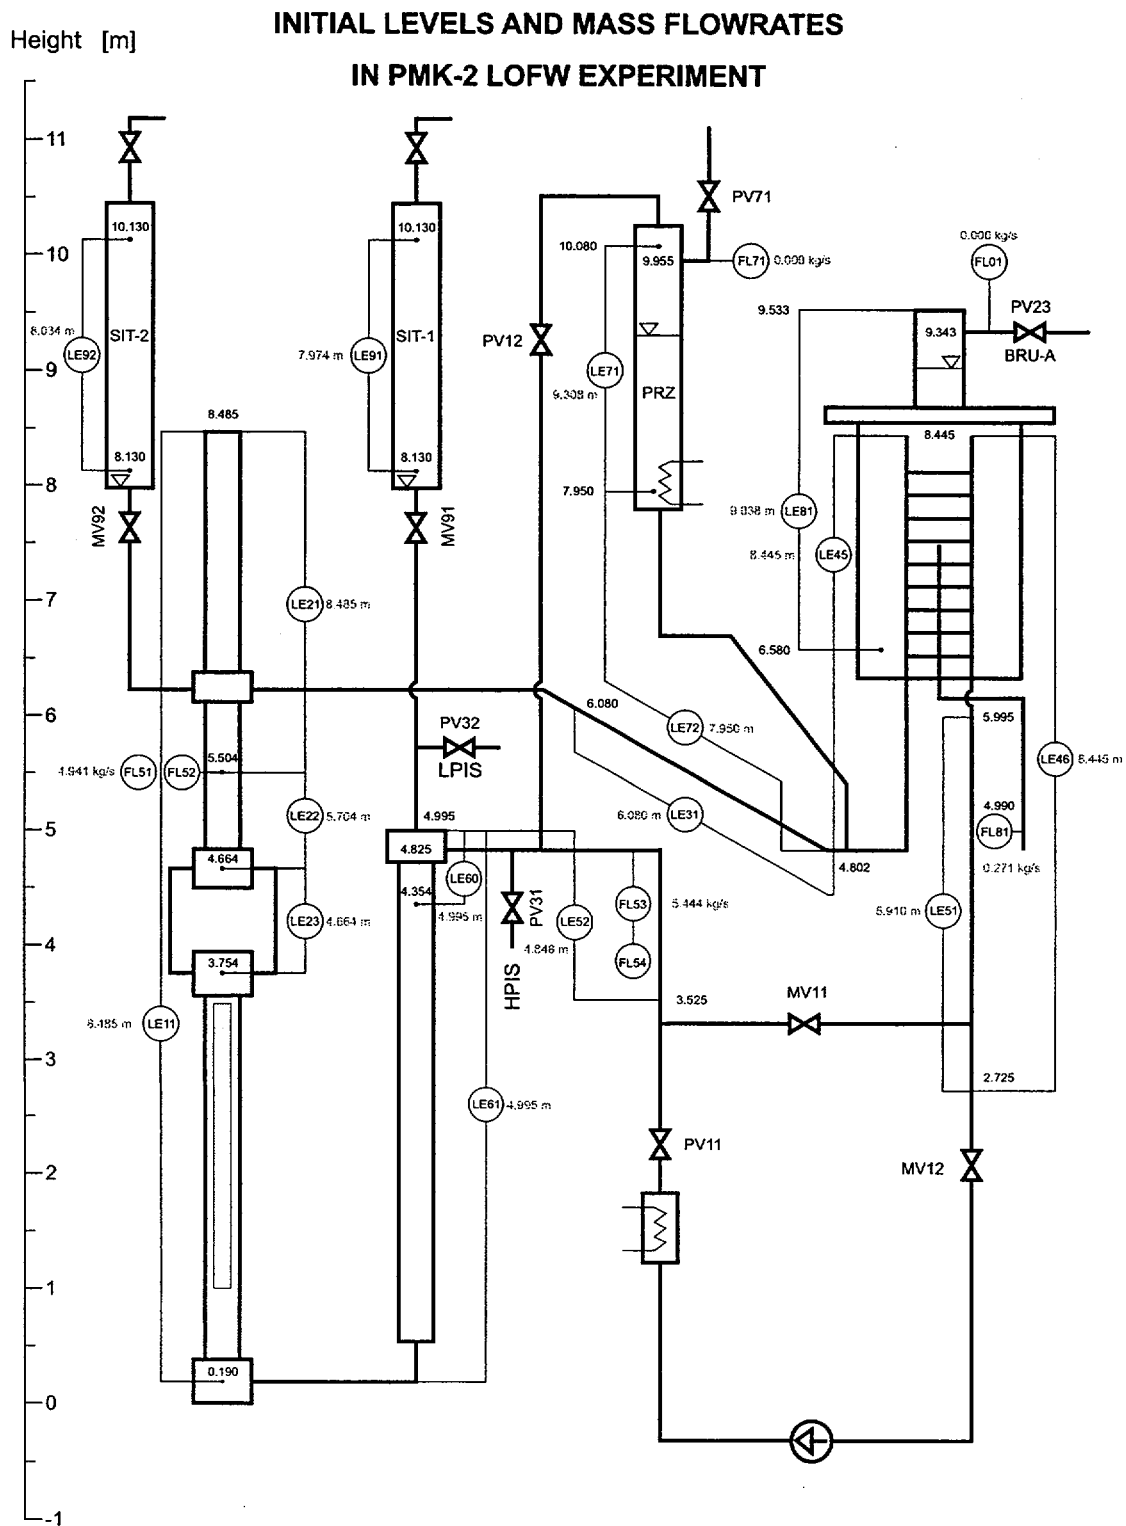 INITIAL LEVELS AND MASS FLOWRATES
Height [m]
IN PMK-2 LOFW EXPERIMENT
11
10
9
8
7
6
5
4
3
2
1
0
-1
10.130
SIT-2
8.034 m
LE92
8.130
MV92
10.130
SIT-1
7.974 m
LE91
8.130
MV91
8.485
LE21
8.485 m
5.504
4.941 kg/s
FL51
FL52
LE22
5.704 m
4.664
LE23
4.664 m
3.754
LE11
0.190
PV12
PV71
10.080
9.955
FL71
0.000 kg/s
LE71
9.308 m
PRZ
7.950
0.000 kg/s
FL01
PV23
BRU-A
9.533
9.343
8.445
9.038 m
LE81
8.445 m
LE45
6.580
6.080
LE72
7.950 m
6.080 m
LE31
PV32
LPIS
4.995
4.825
4.354
LE60
4.995 m
PV31
HPIS
LE52
4.846 m
FL53
FL54
4.802
5.995
LE46
8.445 m
4.990
FL81
0.271 kg/s
5.910 m
LE51
3.525
MV11
2.725
LE61
4.995 m
PV11
MV12